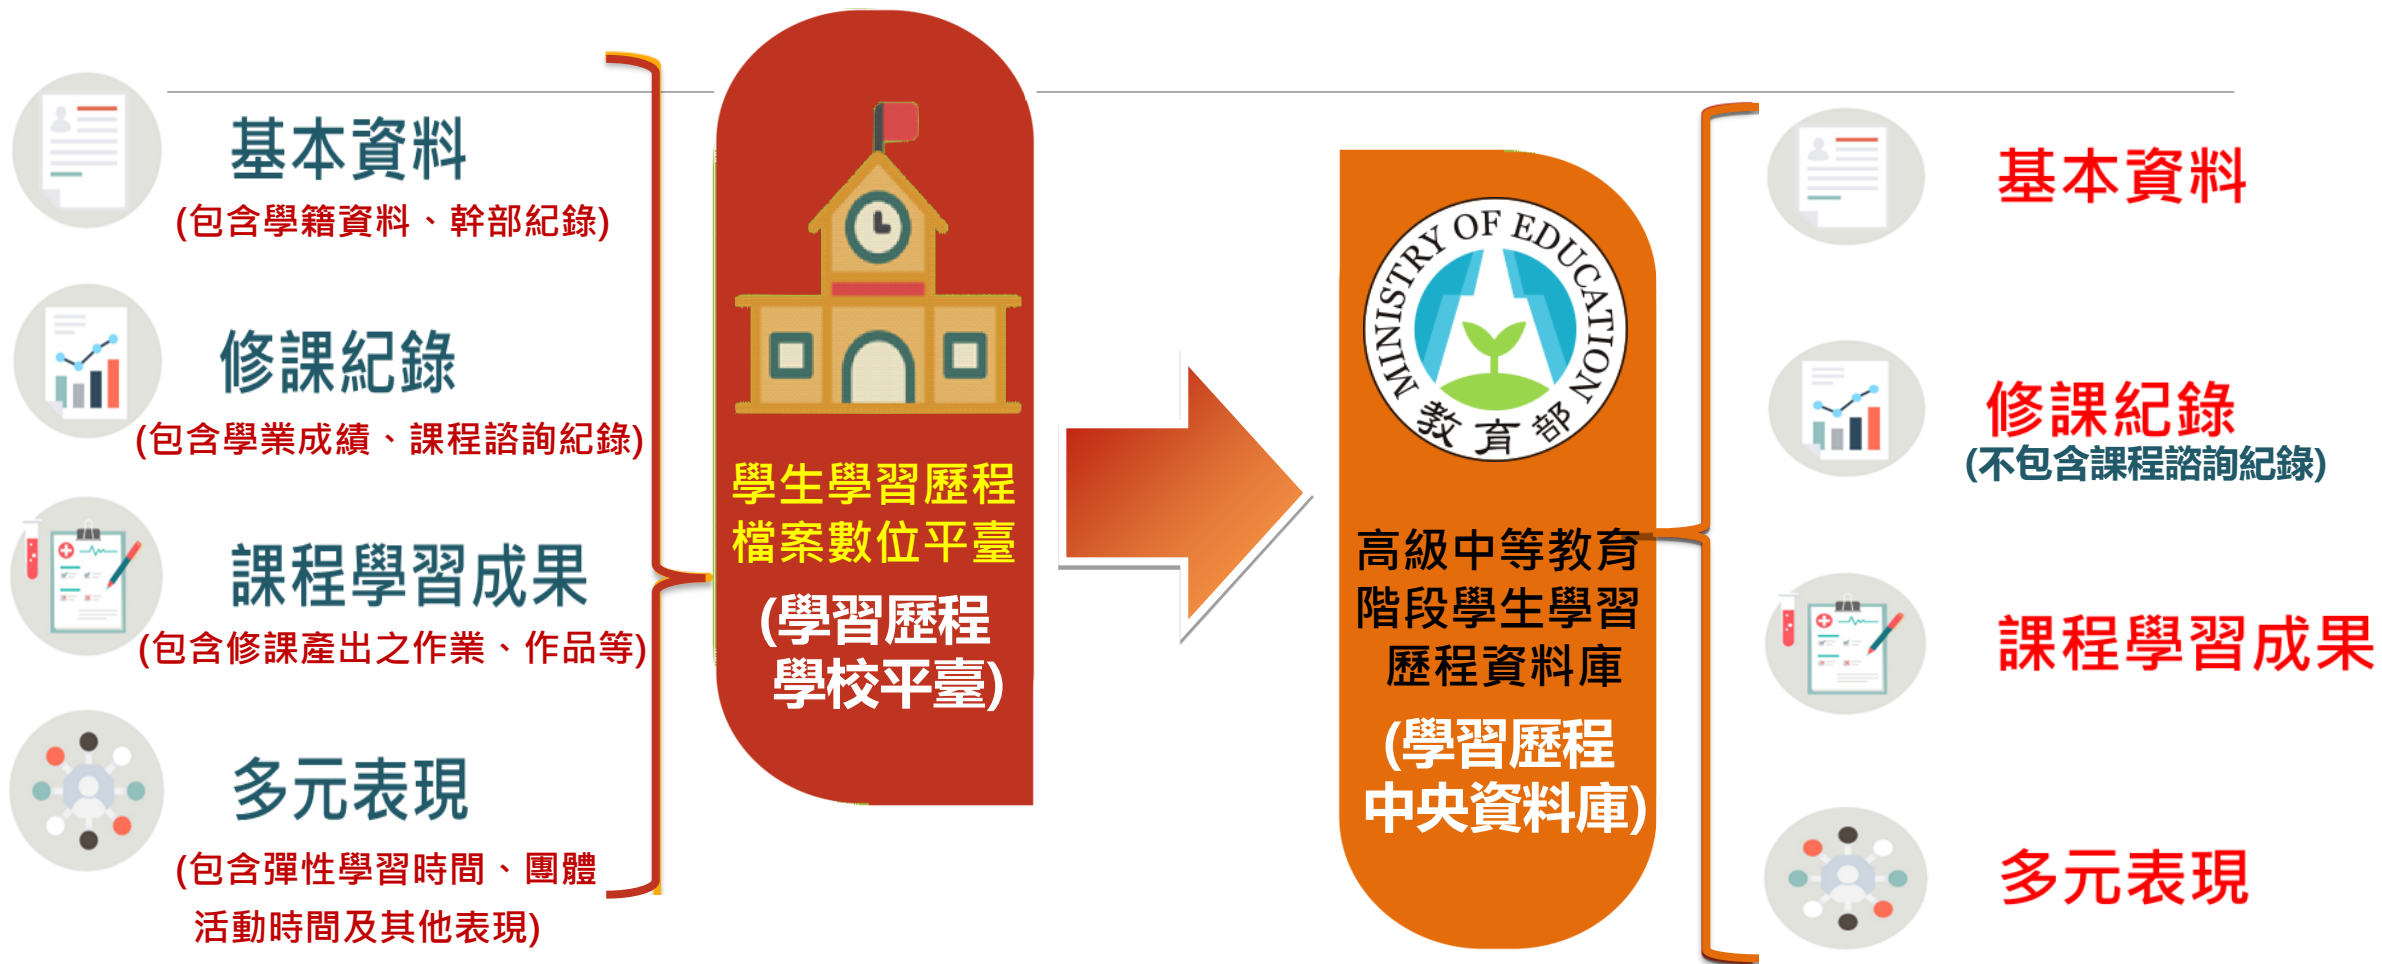 基本資料
(包含學籍資料、幹部紀錄)
修課紀錄
(包含學業成績、課程諮詢紀錄)
課程學習成果
(包含修課產出之作業、作品等)
多元表現
(包含彈性學習時間、團體
活動時間及其他表現)
學生學習歷程
檔案數位平臺
(學習歷程
學校平臺)
MINISTRY OF EDUCATION
教育部
高級中等教育
階段學生學習
歷程資料庫
(學習歷程
中央資料庫)
基本資料
修課紀錄
(不包含課程諮詢紀錄)
課程學習成果
多元表現